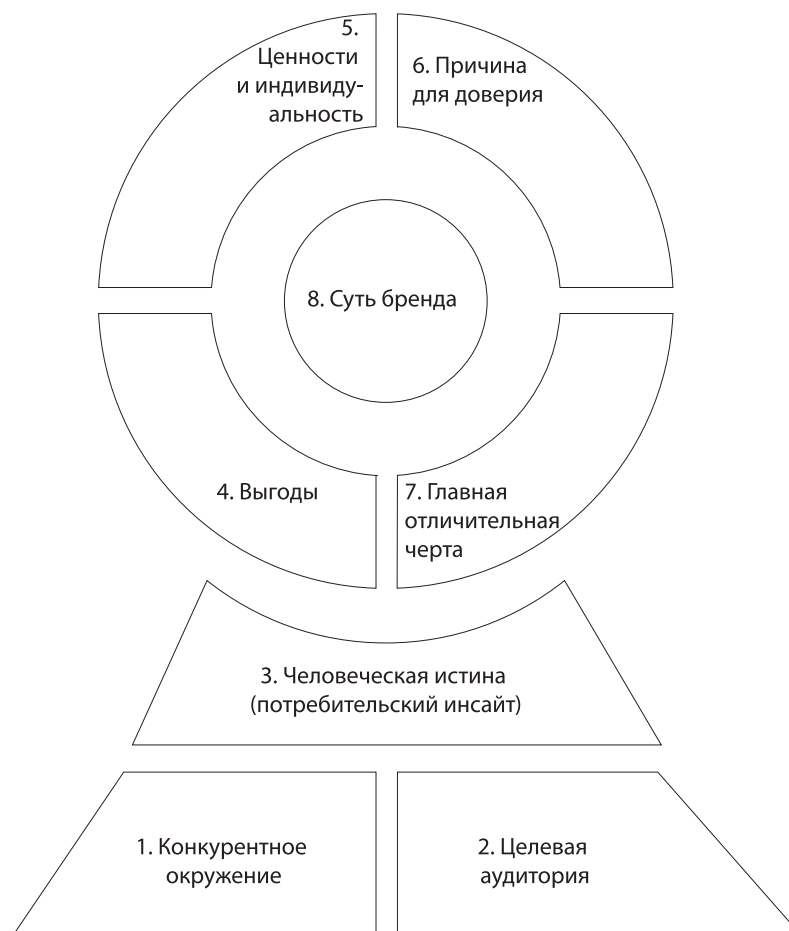 5.
Ценности
и индивиду-
альность
6. Причина
для доверия
8. Суть бренда
4. Выгоды
7. Главная
отличительная
черта
3. Человеческая истина
(потребительский инсайт)
1. Конкурентное
окружение
2. Целевая
аудитория